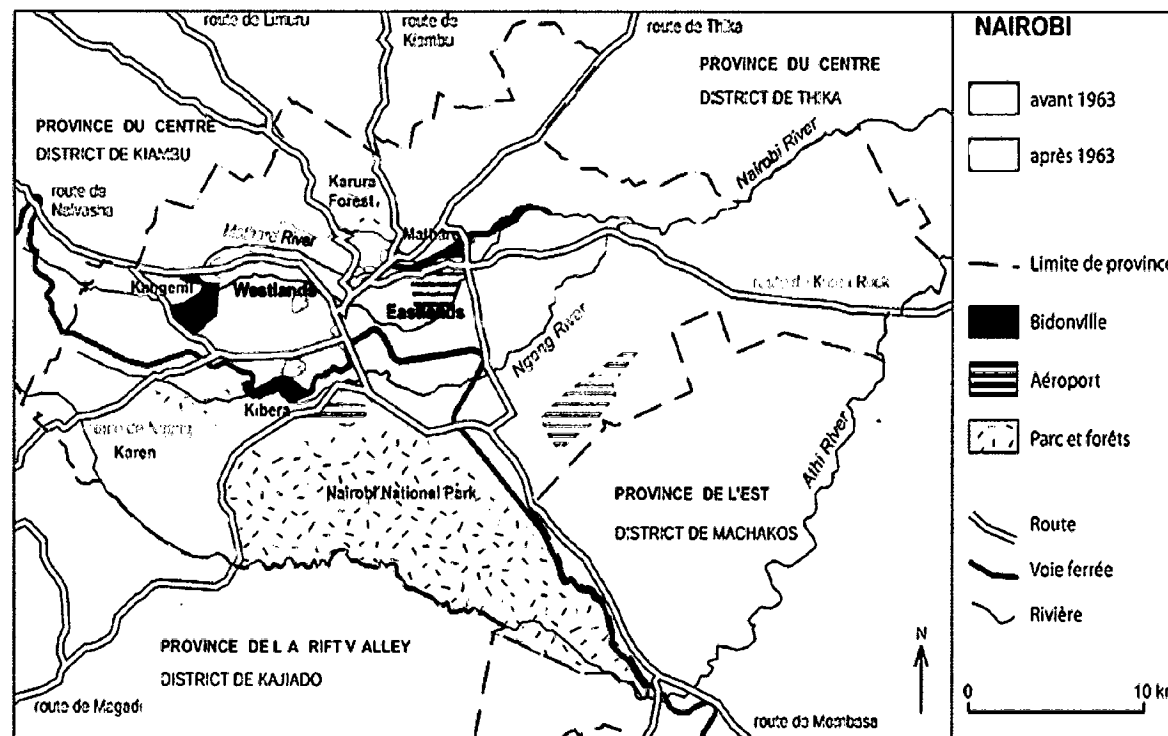 route de Limuru
route de
Kiambu
route de Thika
PROVINCE DU CENTRE
DISTRICT DE THIKA
PROVINCE DU CENTRE
DISTRICT DE KIAMBU
Nairobi River
Karura
Forest
route de
Naivasha
Mathare River
Mathare
Kangemi
Westlands
Eastlands
Ngong River
Kibera
Karen
Athi River
Nairobi National Park
PROVINCE DE L'EST
DISTRICT DE MACHAKOS
PROVINCE DE LA RIFT VALLEY
DISTRICT DE KAJIADO
route de Magadi
route de Mombasa
NAIROBI
avant 1963
après 1963
Limite de province
Bidonville
Aéroport
Parc et forêts
Route
Voie ferrée
Rivière
N
0 10 km